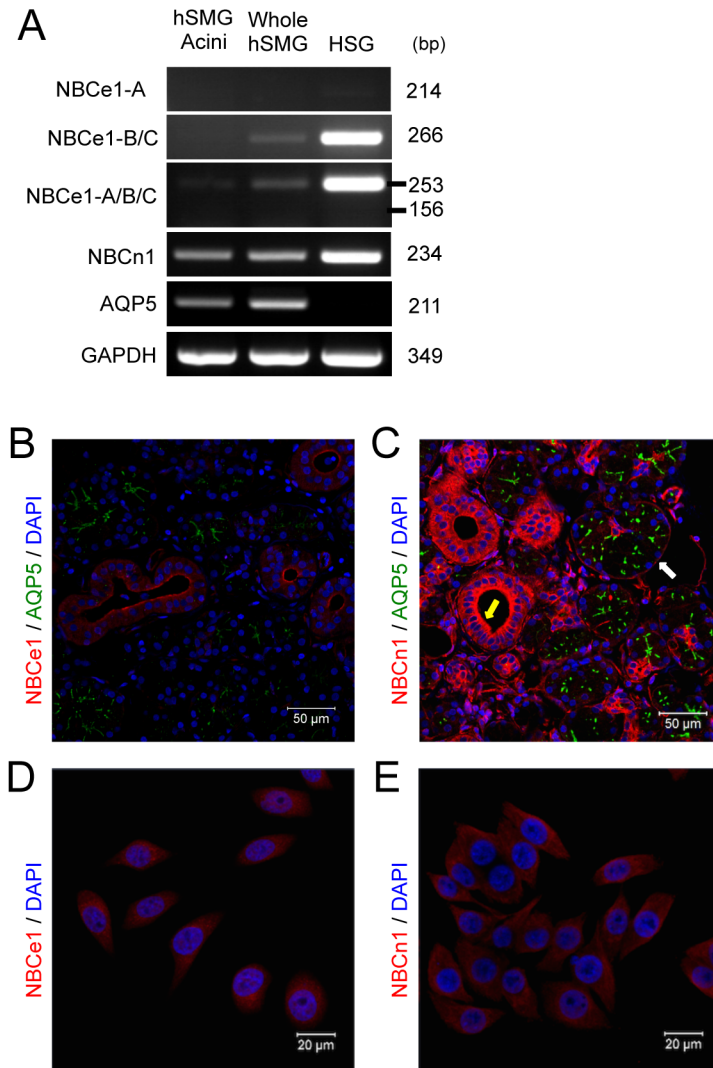 A
hSMG Acini
Whole hSMG
HSG
(bp)
NBCe1-A
214
NBCe1-B/C
266
NBCe1-A/B/C
253
156
NBCn1
234
AQP5
211
GAPDH
349
B
NBCe1 / AQP5 / DAPI
50 µm
C
NBCn1 / AQP5 / DAPI
50 µm
D
NBCe1 / DAPI
20 µm
E
NBCn1 / DAPI
20 µm